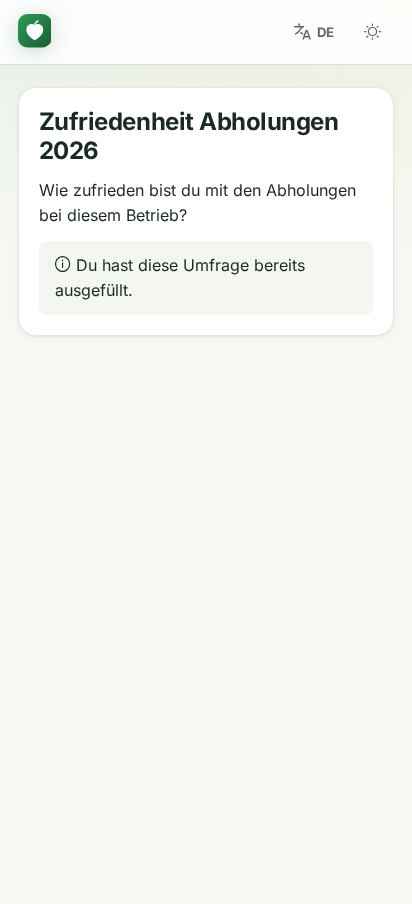 DE
Zufriedenheit Abholungen
2026
Wie zufrieden bist du mit den Abholungen
bei diesem Betrieb?
Du hast diese Umfrage bereits
ausgefüllt.